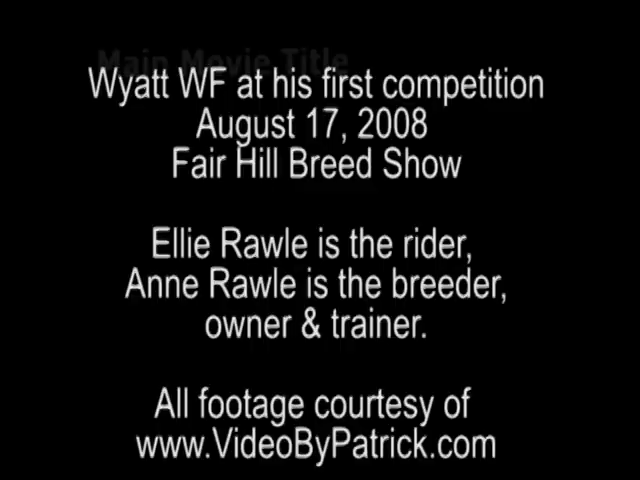 Main Movie Title
Wyatt WF at his first competition
August 17, 2008
Fair Hill Breed Show
Ellie Rawle is the rider,
Anne Rawle is the breeder,
owner & trainer.
All footage courtesy of
www.VideoByPatrick.com